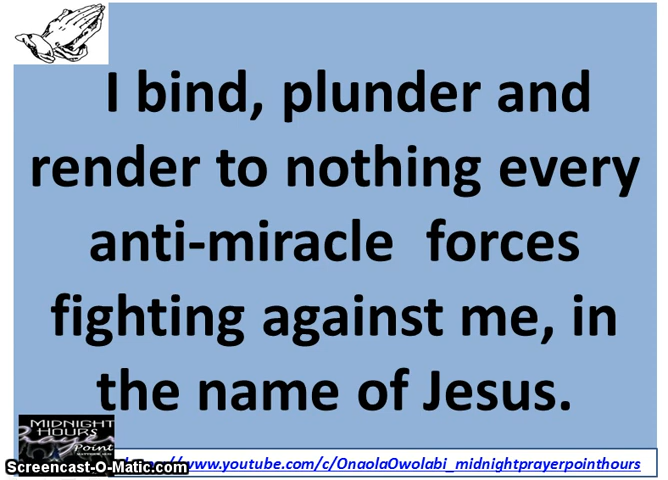 I bind, plunder and
render to nothing every
anti-miracle forces
fighting against me, in
the name of Jesus.
MIDNIGHT
HOURS
Prayer
Point
Screencast-O-Matic.com
//www.youtube.com/c/OnaolaOwolabi_midnightprayerpointhours